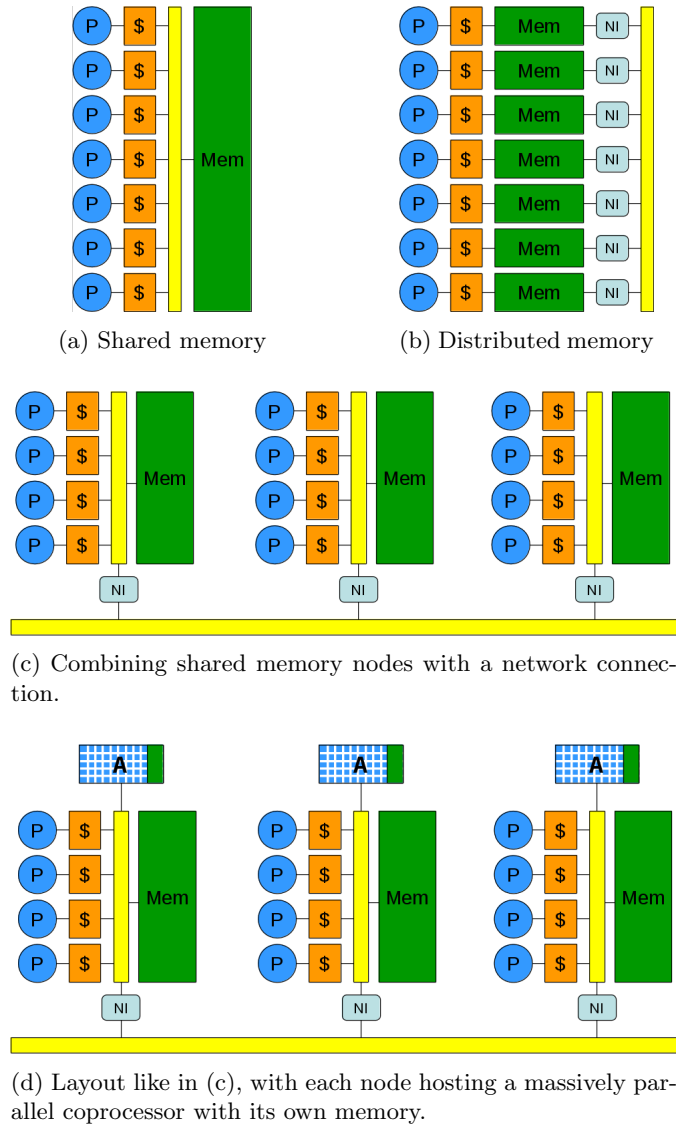 P $ P $ Mem NI
P $ P $ Mem NI
P $ P $ Mem NI
P $ Mem P $ Mem NI
P $ P $ Mem NI
P $ P $ Mem NI
P $ P $ Mem NI
(a) Shared memory
(b) Distributed memory
P $ P $ P $
P $ P $ P $
Mem Mem Mem
P $ P $ P $
P $ P $ P $
NI NI NI
(c) Combining shared memory nodes with a network connec-
tion.
A A A
P $ P $ P $
P $ P $ P $
Mem Mem Mem
P $ P $ P $
P $ P $ P $
NI NI NI
(d) Layout like in (c), with each node hosting a massively par-
allel coprocessor with its own memory.